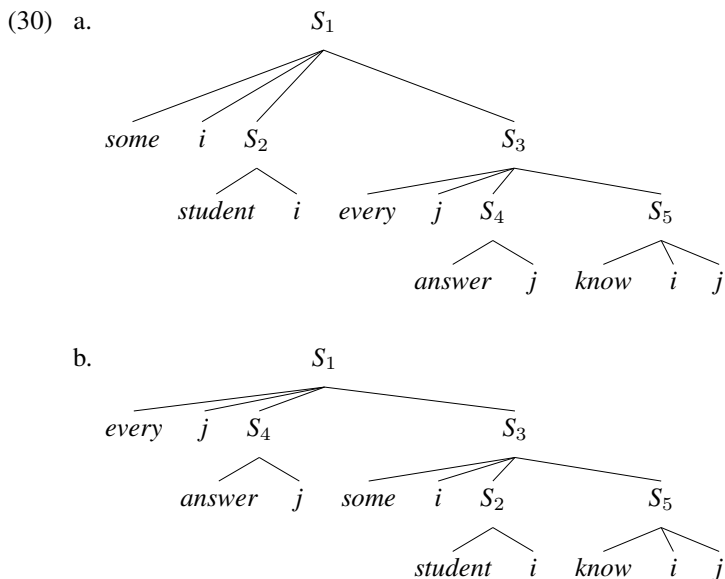 (30) a. S₁
some i S₂ S₃
student i every j S₄ S₅
answer j know i j
b. S₁
every j S₄ S₃
answer j some i S₂ S₅
student i know i j